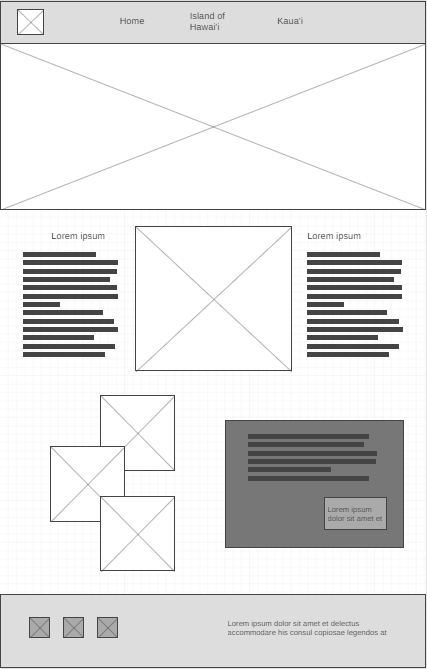 Home
Island of
Hawai'i
Kaua'i
Lorem ipsum
Lorem ipsum
Lorem ipsum
dolor sit amet et
Lorem ipsum dolor sit amet et delectus
accommodare his consul copiosae legendos at